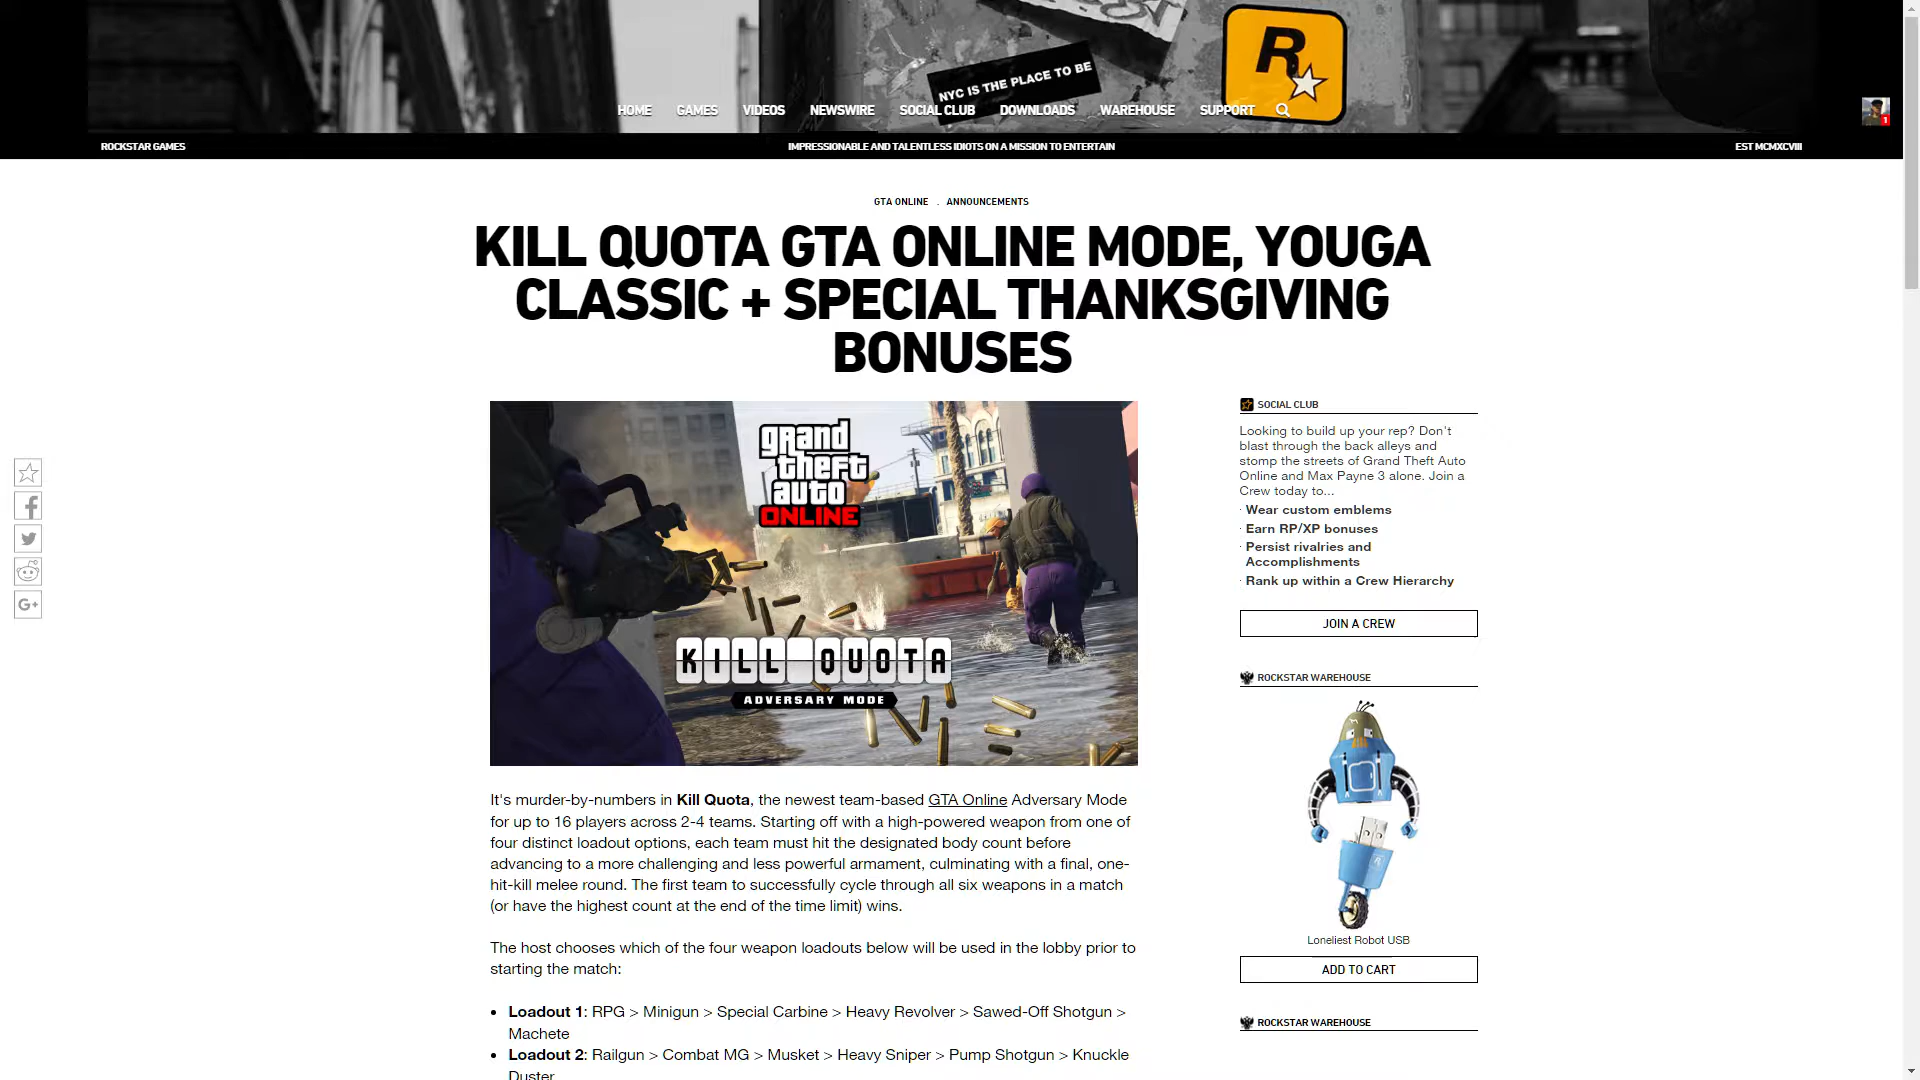 NYC IS THE PLACE TO BE
R
HOME GAMES VIDEOS NEWSWIRE SOCIAL CLUB DOWNLOADS WAREHOUSE SUPPORT
1
ROCKSTAR GAMES IMPRESSIONABLE AND TALENTLESS IDIOTS ON A MISSION TO ENTERTAIN EST MCMXCVIII
GTA ONLINE . ANNOUNCEMENTS
KILL QUOTA GTA ONLINE MODE, YOUGA
CLASSIC + SPECIAL THANKSGIVING
BONUSES
grand
theft
auto
ONLINE
KILL QUOTA
ADVERSARY MODE
It's murder-by-numbers in Kill Quota, the newest team-based GTA Online Adversary Mode
for up to 16 players across 2-4 teams. Starting off with a high-powered weapon from one of
four distinct loadout options, each team must hit the designated body count before
advancing to a more challenging and less powerful armament, culminating with a final, one-
hit-kill melee round. The first team to successfully cycle through all six weapons in a match
(or have the highest count at the end of the time limit) wins.
The host chooses which of the four weapon loadouts below will be used in the lobby prior to
starting the match:
• Loadout 1: RPG > Minigun > Special Carbine > Heavy Revolver > Sawed-Off Shotgun >
Machete
• Loadout 2: Railgun > Combat MG > Musket > Heavy Sniper > Pump Shotgun > Knuckle
Duster
SOCIAL CLUB
Looking to build up your rep? Don't
blast through the back alleys and
stomp the streets of Grand Theft Auto
Online and Max Payne 3 alone. Join a
Crew today to...
· Wear custom emblems
· Earn RP/XP bonuses
· Persist rivalries and
Accomplishments
· Rank up within a Crew Hierarchy
JOIN A CREW
ROCKSTAR WAREHOUSE
Loneliest Robot USB
ADD TO CART
ROCKSTAR WAREHOUSE
G+